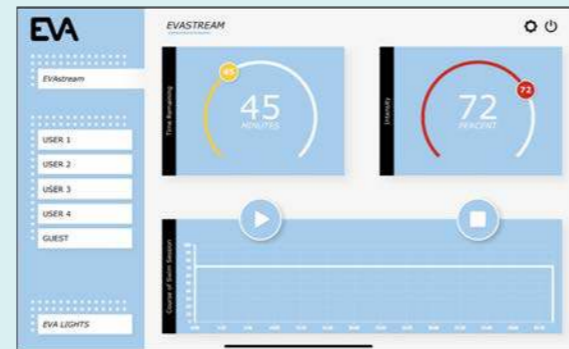 EVA
EVASTREAM
EVAstream
USER 1
USER 2
USER 3
USER 4
GUEST
EVA LIGHTS
Time Remaining
45
45
MINUTES
Intensity
72
72
PERCENT
Course of Swim Session